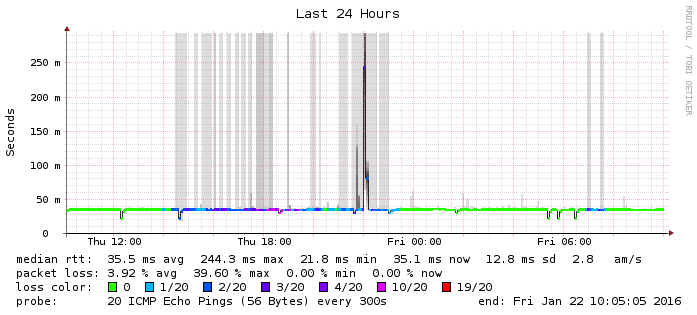 Last 24 Hours
RRDTOOL / TOBI OETIKER
Seconds
250 m
200 m
150 m
100 m
50 m
0
Thu 12:00 Thu 18:00 Fri 00:00 Fri 06:00
median rtt: 35.5 ms avg 244.3 ms max 21.8 ms min 35.1 ms now 12.8 ms sd 2.8 am/s
packet loss: 3.92 % avg 39.60 % max 0.00 % min 0.00 % now
loss color: 0 1/20 2/20 3/20 4/20 10/20 19/20
probe: 20 ICMP Echo Pings (56 Bytes) every 300s end: Fri Jan 22 10:05:05 2016